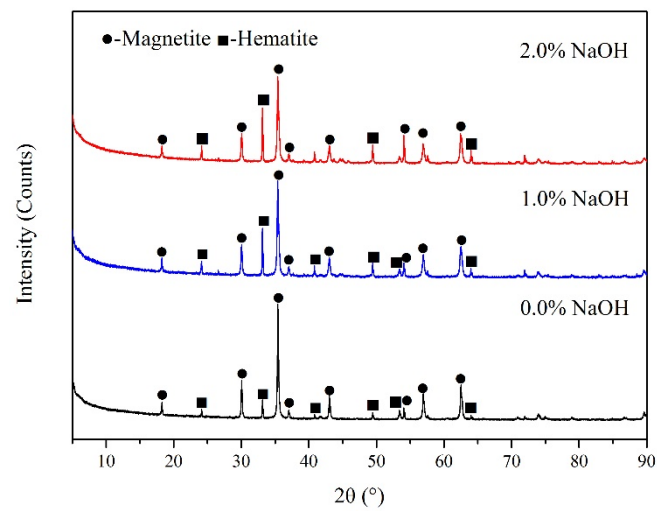 ●-Magnetite ■-Hematite
2.0% NaOH
1.0% NaOH
0.0% NaOH
Intensity (Counts)
10 20 30 40 50 60 70 80 90
2θ (°)